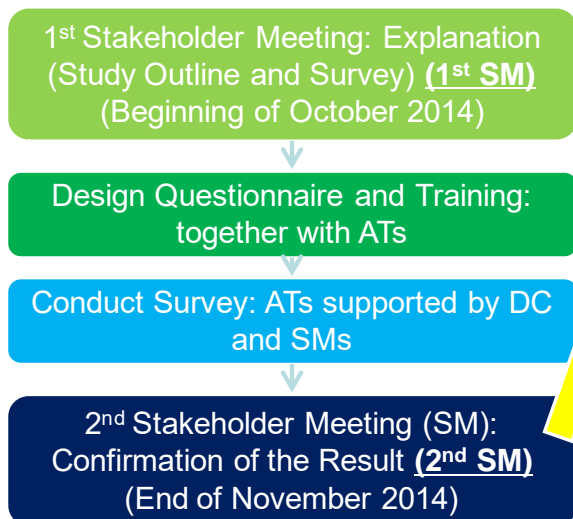 1st Stakeholder Meeting: Explanation
(Study Outline and Survey) (1st SM)
(Beginning of October 2014)
Design Questionnaire and Training:
together with ATs
Conduct Survey: ATs supported by DC
and SMs
2nd Stakeholder Meeting (SM):
Confirmation of the Result (2nd SM)
(End of November 2014)